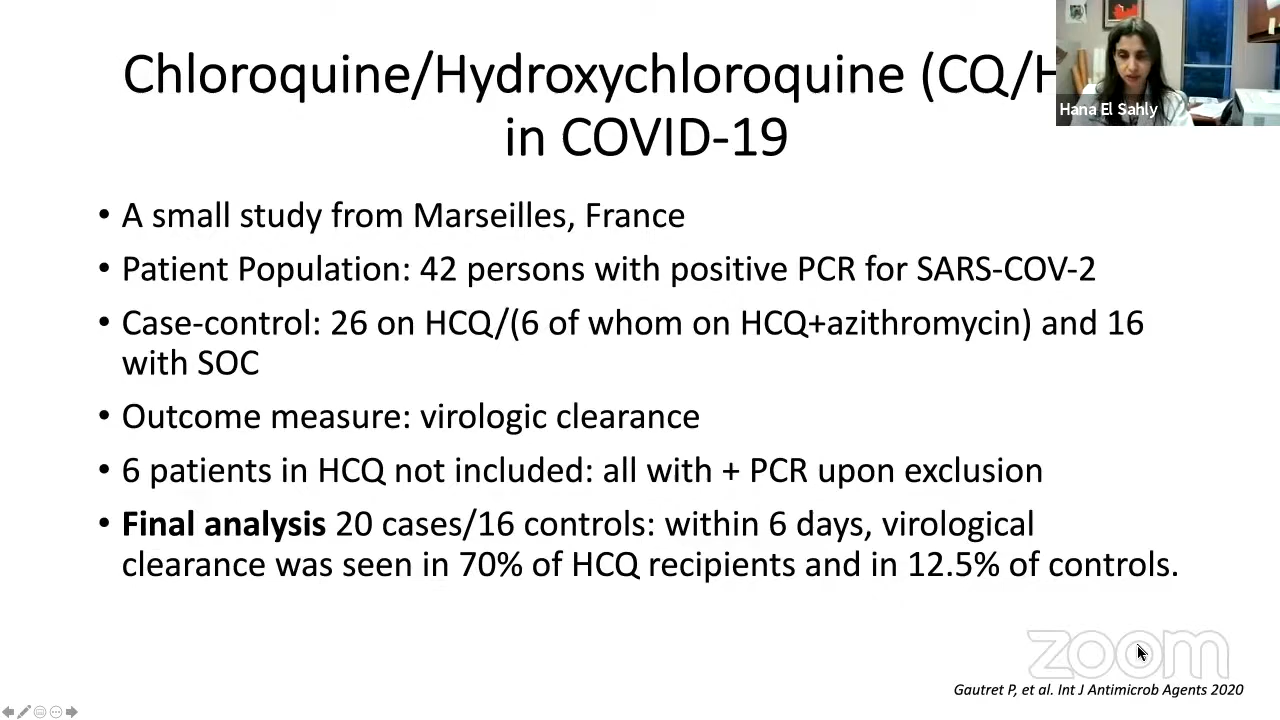 Chloroquine/Hydroxychloroquine (CQ/H
Hana El Sahly
in COVID-19
• A small study from Marseilles, France
• Patient Population: 42 persons with positive PCR for SARS-COV-2
• Case-control: 26 on HCQ/(6 of whom on HCQ+azithromycin) and 16
with SOC
• Outcome measure: virologic clearance
• 6 patients in HCQ not included: all with + PCR upon exclusion
• Final analysis 20 cases/16 controls: within 6 days, virological
clearance was seen in 70% of HCQ recipients and in 12.5% of controls.
zoom
Gautret P, et al. Int J Antimicrob Agents 2020